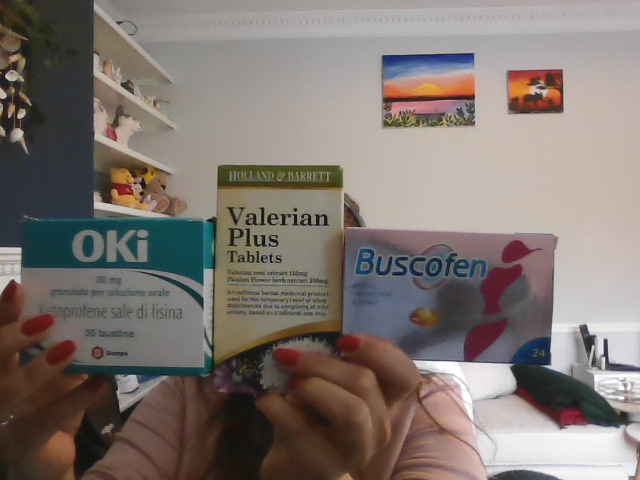 OKi
80 mg
granulato per soluzione orale
Ketoprofene sale di lisina
30 bustine
Dompé
HOLLAND & BARRETT
Valerian
Plus
Tablets
Valerian root extract
Passion Flower herb extract
A traditional herbal medicinal product
used for the temporary relief of sleep
disturbances due to symptoms of mild
anxiety, based on traditional use only.
Buscofen
24